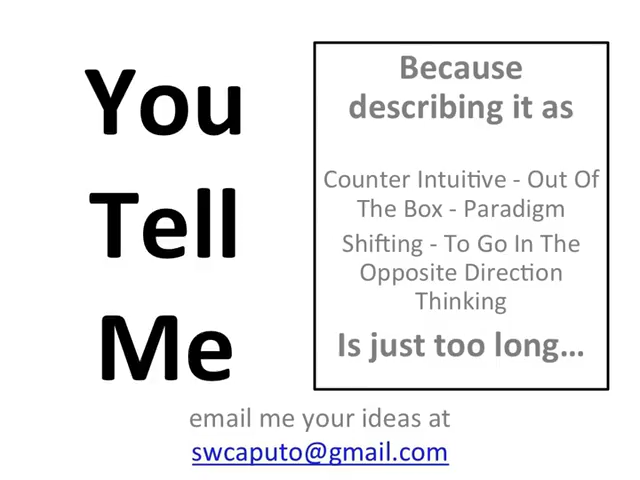 You
Tell
Me
Because
describing it as
Counter Intuitive - Out Of
The Box - Paradigm
Shifting - To Go In The
Opposite Direction
Thinking
Is just too long…
email me your ideas at
swcaputo@gmail.com